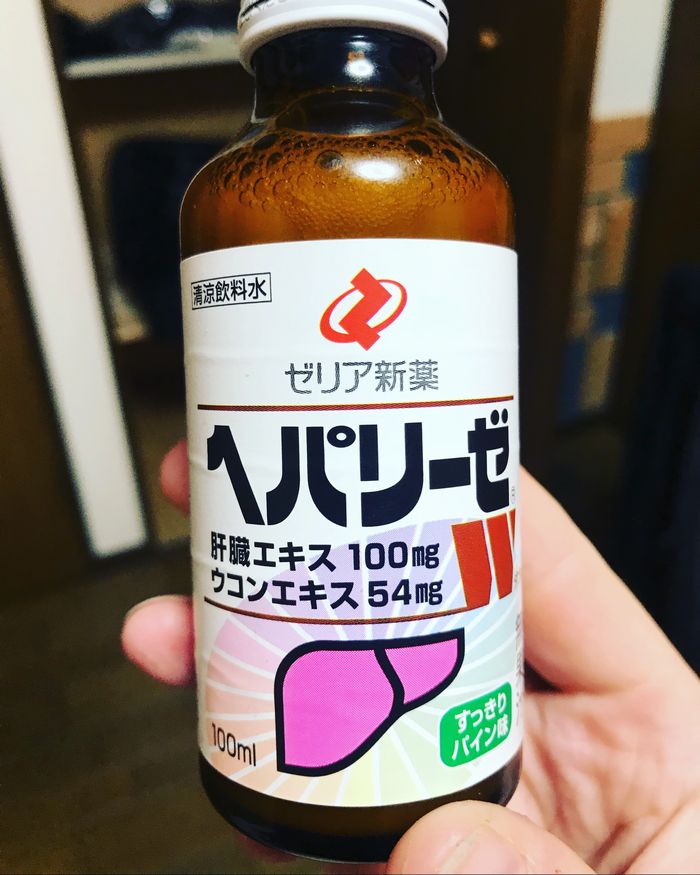 清涼飲料水
ゼリア新薬
ヘパリーゼ®
W
肝臓エキス 100mg
ウコンエキス 54mg
100ml
すっきり
パイン味